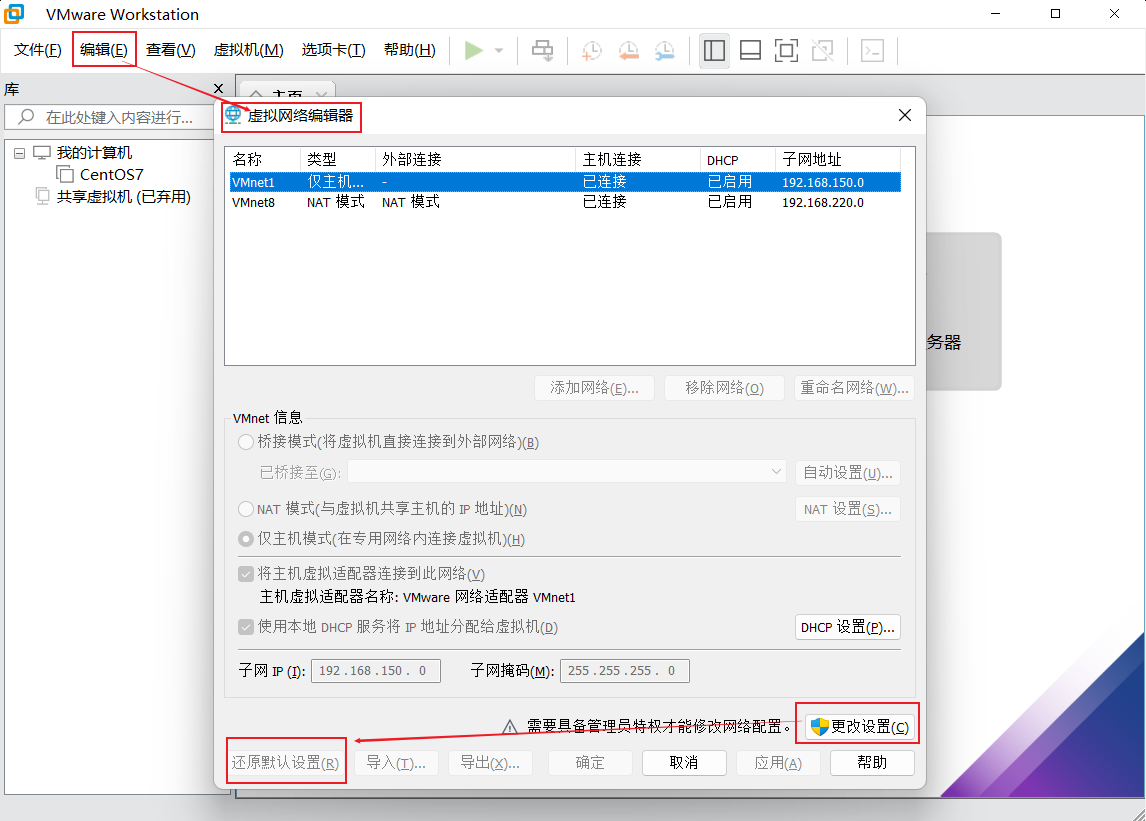 VMware Workstation
文件(F) 编辑(E) 查看(V) 虚拟机(M) 选项卡(T) 帮助(H)
库
主页
在此处键入内容进行...
我的计算机
CentOS7
共享虚拟机 (已弃用)
虚拟网络编辑器
名称 类型 外部连接 主机连接 DHCP 子网地址
VMnet1 仅主机... - 已连接 已启用 192.168.150.0
VMnet8 NAT 模式 NAT 模式 已连接 已启用 192.168.220.0
务器
添加网络(E)... 移除网络(O) 重命名网络(W)...
VMnet 信息
桥接模式(将虚拟机直接连接到外部网络)(B)
已桥接至(G): 自动设置(U)...
NAT 模式(与虚拟机共享主机的 IP 地址)(N) NAT 设置(S)...
仅主机模式(在专用网络内连接虚拟机)(H)
将主机虚拟适配器连接到此网络(V)
主机虚拟适配器名称: VMware 网络适配器 VMnet1
使用本地 DHCP 服务将 IP 地址分配给虚拟机(D) DHCP 设置(P)...
子网 IP (I): 192 . 168 . 150 . 0 子网掩码(M): 255 . 255 . 255 . 0
需要具备管理员特权才能修改网络配置。 更改设置(C)
还原默认设置(R) 导入(T)... 导出(X)... 确定 取消 应用(A) 帮助